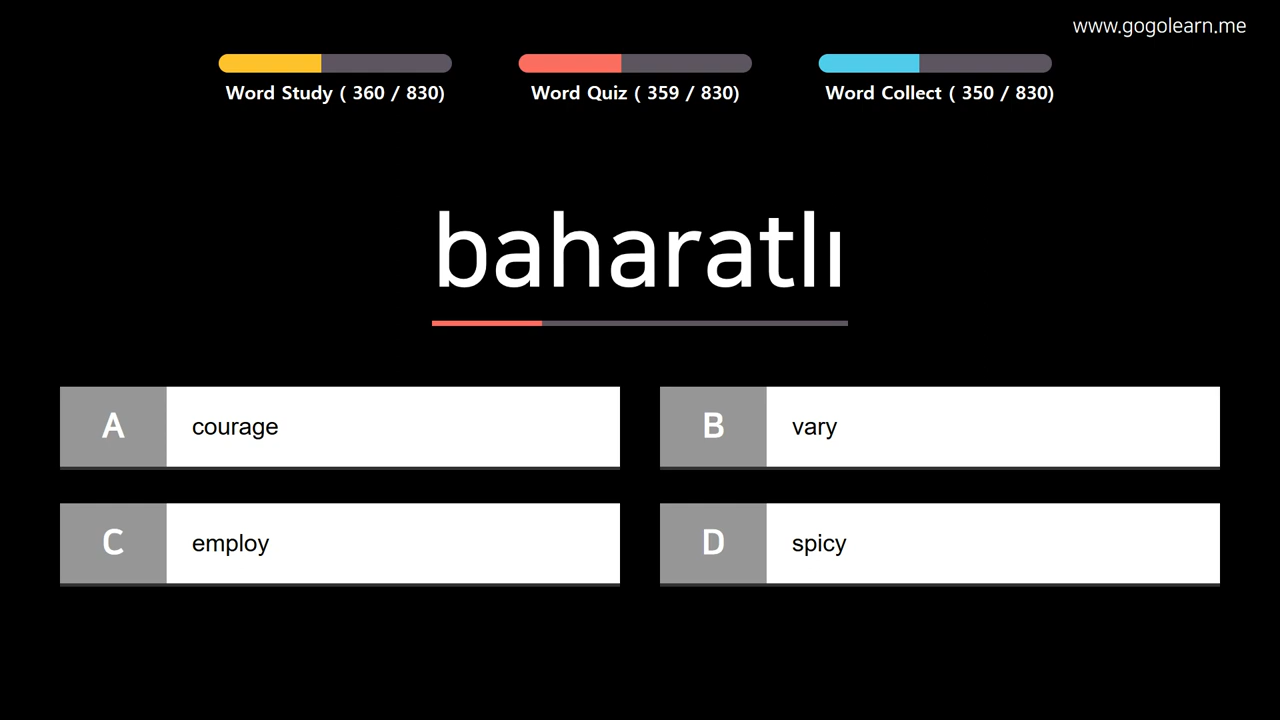 www.gogolearn.me
Word Study ( 360 / 830)
Word Quiz ( 359 / 830)
Word Collect ( 350 / 830)
baharatlı
A courage
B vary
C employ
D spicy